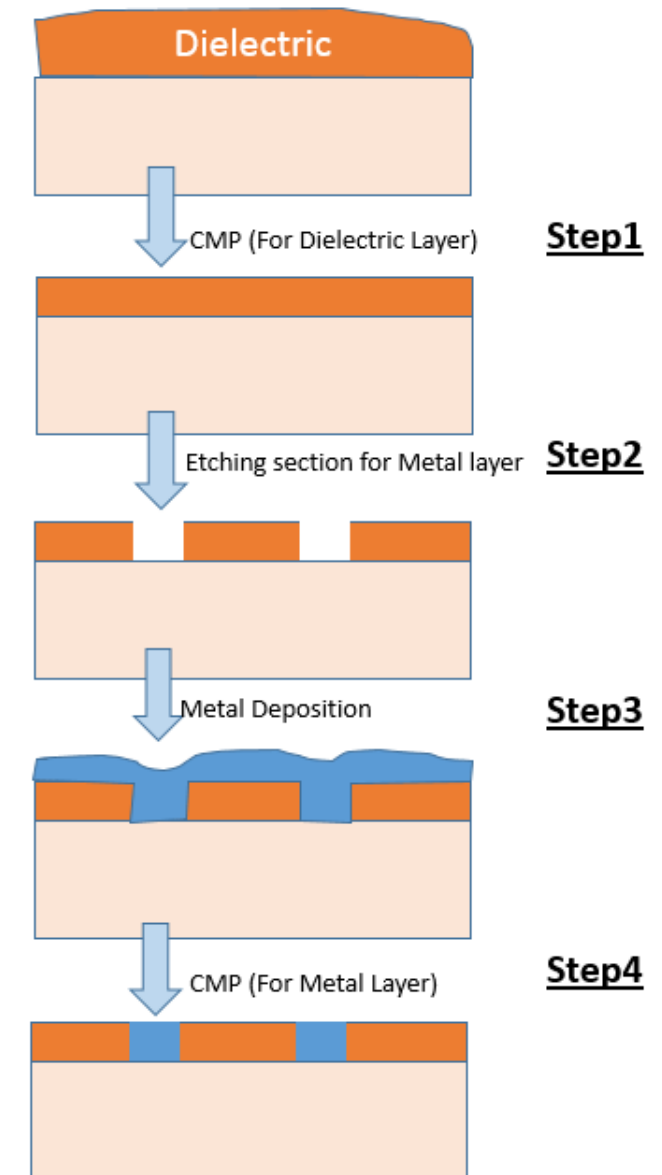 Dielectric
CMP (For Dielectric Layer) Step1
Etching section for Metal layer Step2
Metal Deposition Step3
CMP (For Metal Layer) Step4